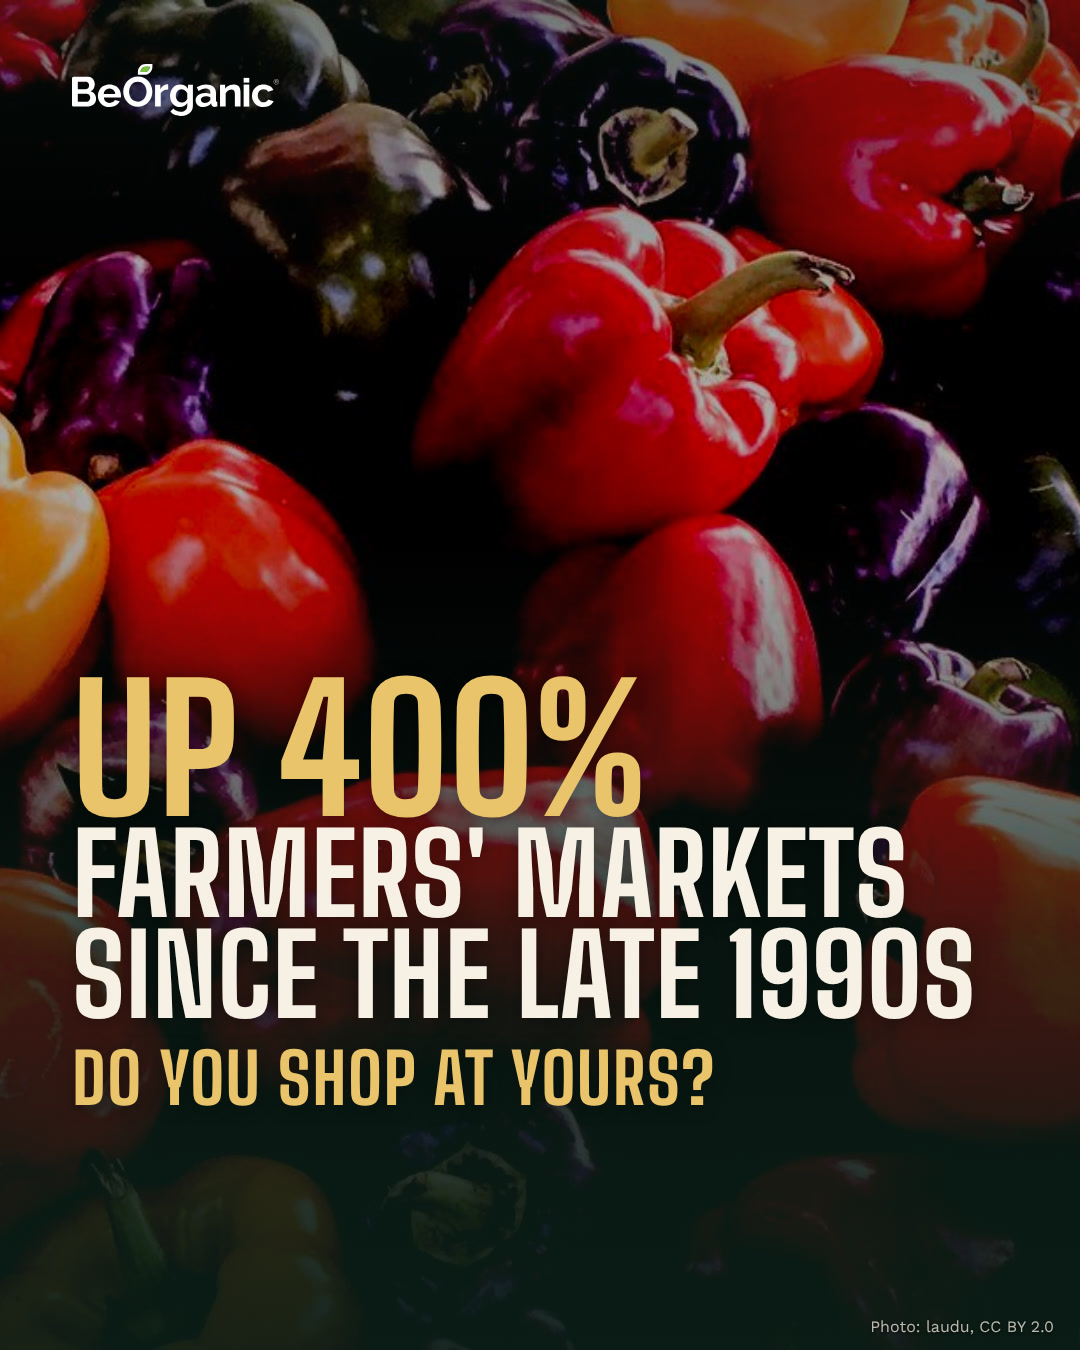 BeOrganic®
UP 400%
FARMERS' MARKETS
SINCE THE LATE 1990S
DO YOU SHOP AT YOURS?
Photo: laudu, CC BY 2.0